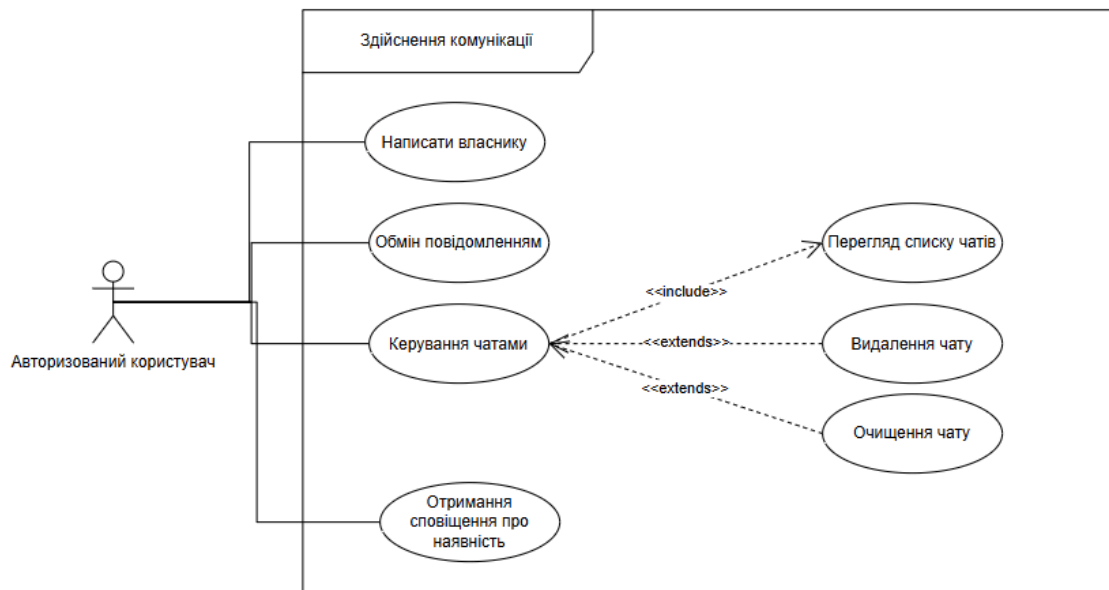 Здійснення комунікації
Написати власнику
Обмін повідомленням
Перегляд списку чатів
<<include>>
Керування чатами
<<extends>>
Видалення чату
Авторизований користувач
<<extends>>
Очищення чату
Отримання
сповіщення про
наявність